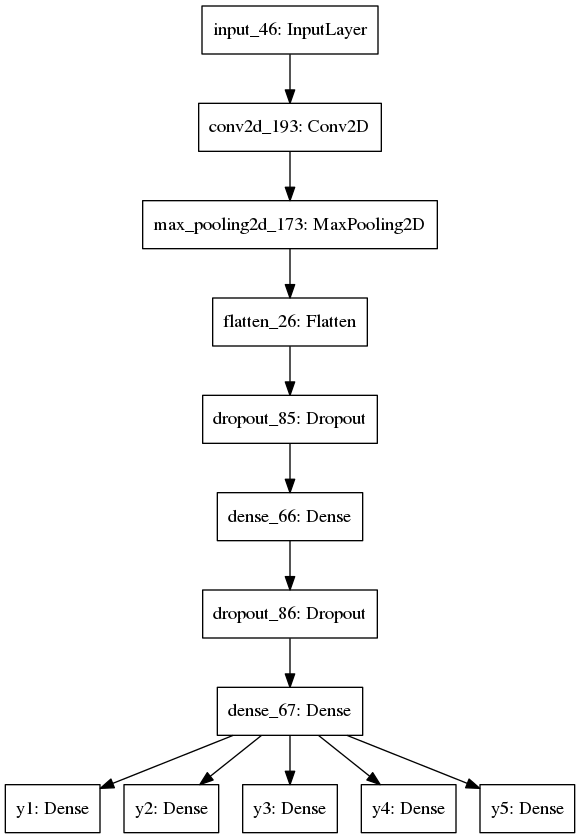 input_46: InputLayer
conv2d_193: Conv2D
max_pooling2d_173: MaxPooling2D
flatten_26: Flatten
dropout_85: Dropout
dense_66: Dense
dropout_86: Dropout
dense_67: Dense
y1: Dense
y2: Dense
y3: Dense
y4: Dense
y5: Dense